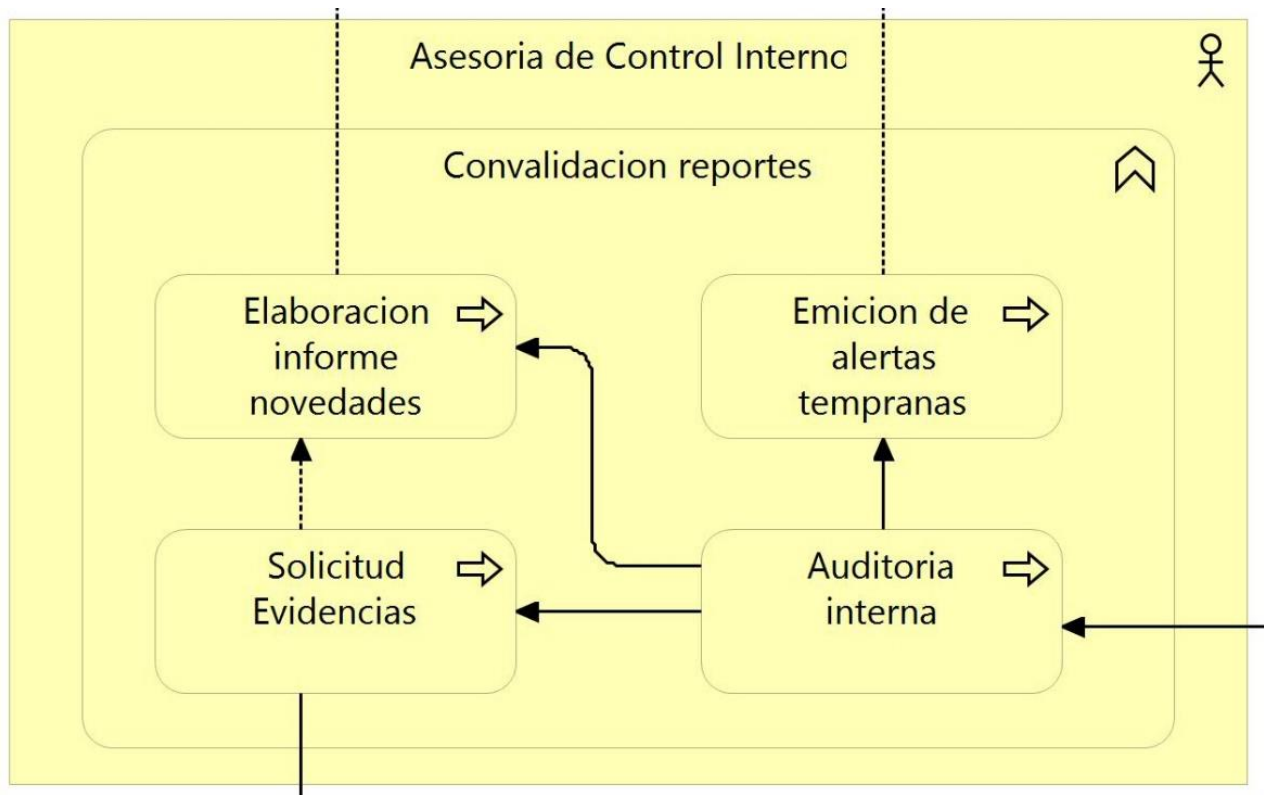 Asesoria de Control Interno
Convalidacion reportes
Elaboracion
informe
novedades
Emicion de
alertas
tempranas
Solicitud
Evidencias
Auditoria
interna